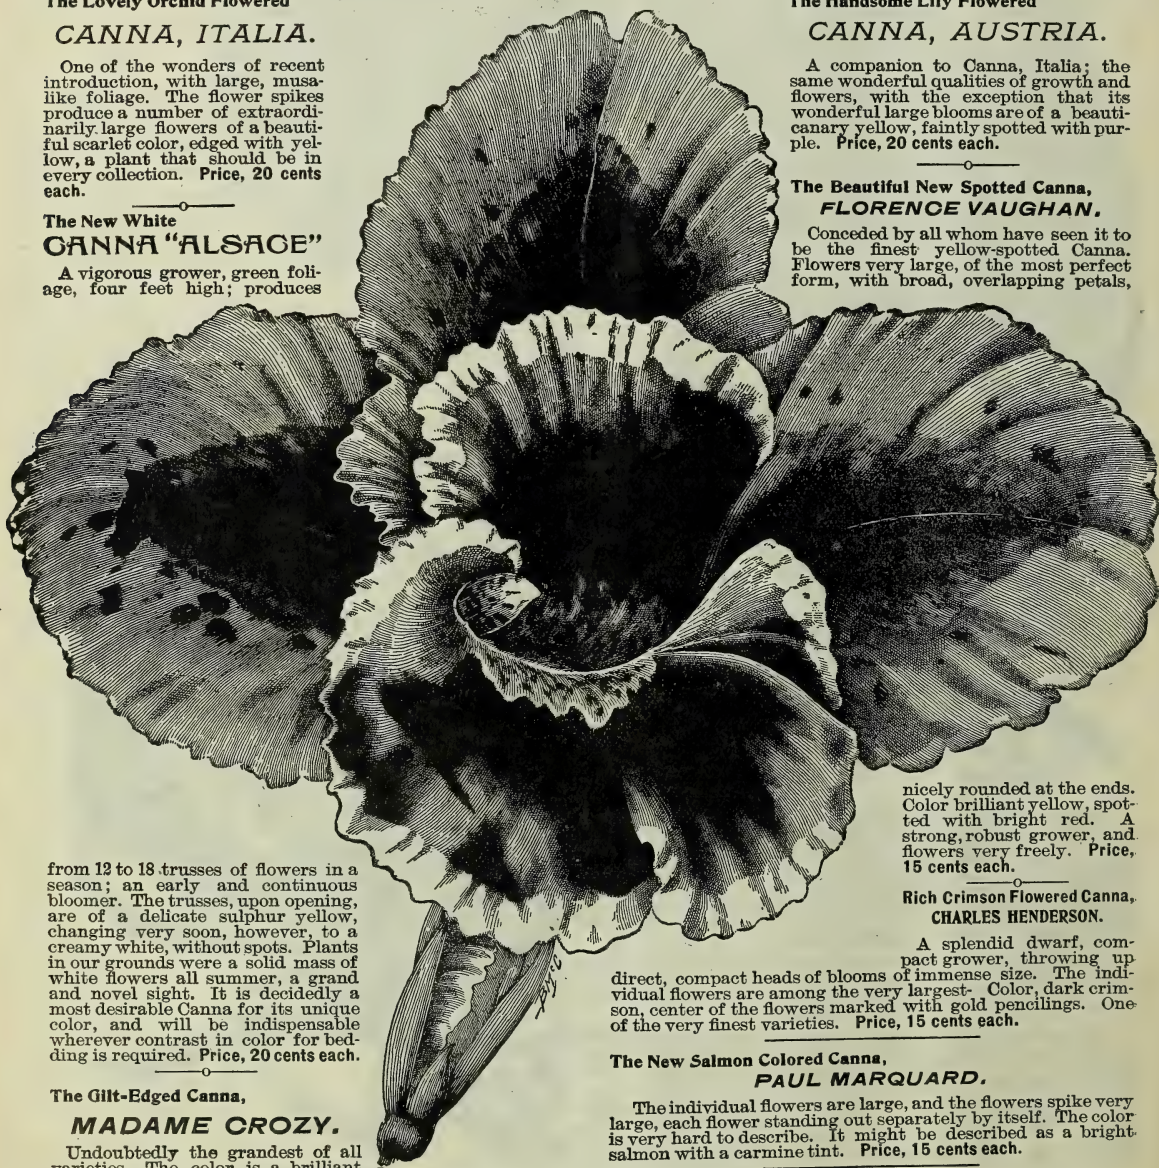 The Lovely Orchid Flowered
CANNA, ITALIA.
One of the wonders of recent
introduction, with large, musa-
like foliage. The flower spikes
produce a number of extraordi-
narily large flowers of a beauti-
ful scarlet color, edged with yel-
low, a plant that should be in
every collection. Price, 20 cents
each.
The New White
CANNA "ALSACE"
A vigorous grower, green foli-
age, four feet high; produces
from 12 to 18 trusses of flowers in a
season; an early and continuous
bloomer. The trusses, upon opening,
are of a delicate sulphur yellow,
changing very soon, however, to a
creamy white, without spots. Plants
in our grounds were a solid mass of
white flowers all summer, a grand
and novel sight. It is decidedly a
most desirable Canna for its unique
color, and will be indispensable
wherever contrast in color for bed-
ding is required. Price, 20 cents each.
The Gilt-Edged Canna,
MADAME CROZY.
Undoubtedly the grandest of all
varieties. The color is a brilliant
The Handsome Lily Flowered
CANNA, AUSTRIA.
A companion to Canna, Italia; the
same wonderful qualities of growth and
flowers, with the exception that its
wonderful large blooms are of a beauti-
canary yellow, faintly spotted with pur-
ple. Price, 20 cents each.
The Beautiful New Spotted Canna,
FLORENCE VAUGHAN.
Conceded by all whom have seen it to
be the finest yellow-spotted Canna.
Flowers very large, of the most perfect
form, with broad, overlapping petals,
nicely rounded at the ends.
Color brilliant yellow, spot-
ted with bright red. A
strong, robust grower, and
flowers very freely. Price,
15 cents each.
Rich Crimson Flowered Canna,
CHARLES HENDERSON.
A splendid dwarf, com-
pact grower, throwing up
direct, compact heads of blooms of immense size. The indi-
vidual flowers are among the very largest- Color, dark crim-
son, center of the flowers marked with gold pencilings. One
of the very finest varieties. Price, 15 cents each.
The New Salmon Colored Canna,
PAUL MARQUARD.
The individual flowers are large, and the flowers spike very
large, each flower standing out separately by itself. The color
is very hard to describe. It might be described as a bright
salmon with a carmine tint. Price, 15 cents each.